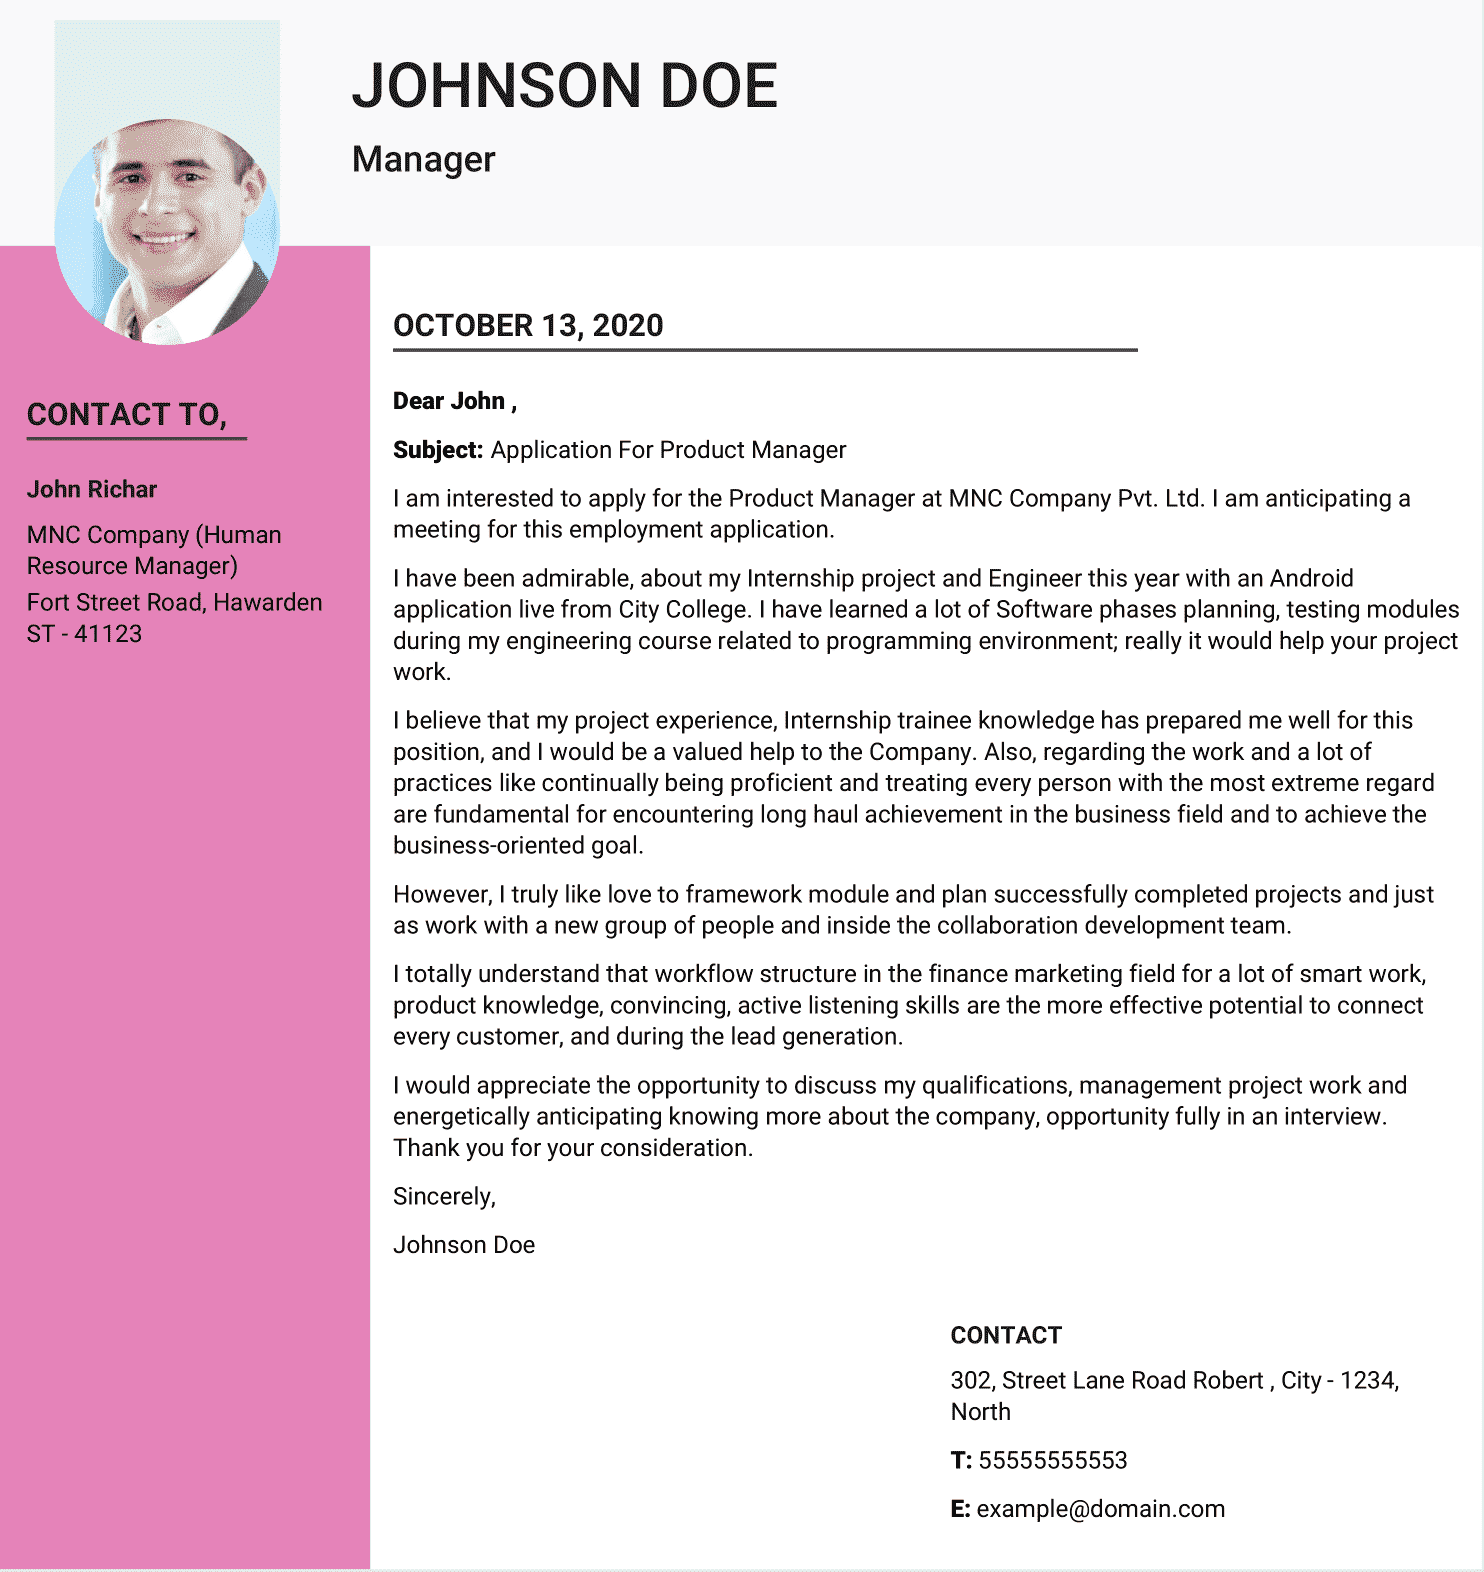 JOHNSON DOE
Manager
CONTACT TO,
John Richar
MNC Company (Human
Resource Manager)
Fort Street Road, Hawarden
ST - 41123
OCTOBER 13, 2020
Dear John ,
Subject: Application For Product Manager
I am interested to apply for the Product Manager at MNC Company Pvt. Ltd. I am anticipating a
meeting for this employment application.
I have been admirable, about my Internship project and Engineer this year with an Android
application live from City College. I have learned a lot of Software phases planning, testing modules
during my engineering course related to programming environment; really it would help your project
work.
I believe that my project experience, Internship trainee knowledge has prepared me well for this
position, and I would be a valued help to the Company. Also, regarding the work and a lot of
practices like continually being proficient and treating every person with the most extreme regard
are fundamental for encountering long haul achievement in the business field and to achieve the
business-oriented goal.
However, I truly like love to framework module and plan successfully completed projects and just
as work with a new group of people and inside the collaboration development team.
I totally understand that workflow structure in the finance marketing field for a lot of smart work,
product knowledge, convincing, active listening skills are the more effective potential to connect
every customer, and during the lead generation.
I would appreciate the opportunity to discuss my qualifications, management project work and
energetically anticipating knowing more about the company, opportunity fully in an interview.
Thank you for your consideration.
Sincerely,
Johnson Doe
CONTACT
302, Street Lane Road Robert , City - 1234,
North
T: 55555555553
E: example@domain.com